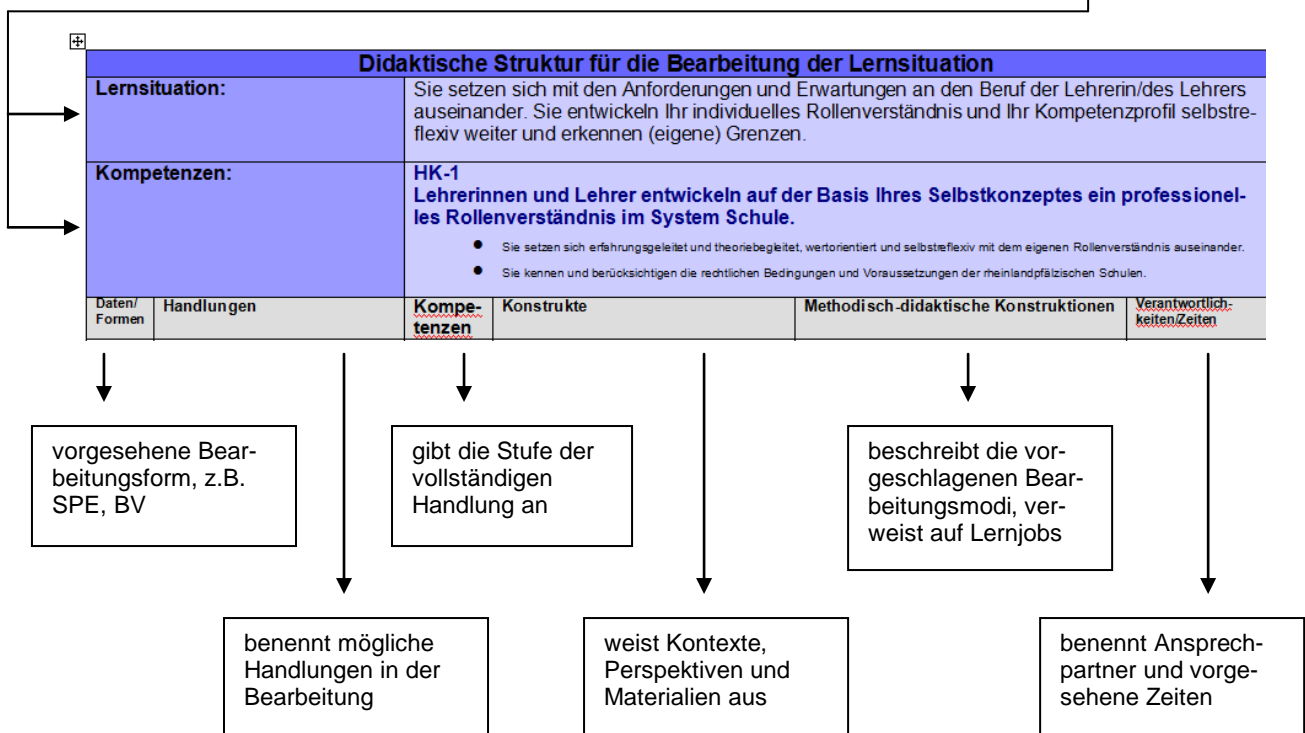 Didaktische Struktur für die Bearbeitung der Lernsituation
Lernsituation:
Sie setzen sich mit den Anforderungen und Erwartungen an den Beruf der Lehrerin/des Lehrers
auseinander. Sie entwickeln Ihr individuelles Rollenverständnis und Ihr Kompetenzprofil selbstre-
flexiv weiter und erkennen (eigene) Grenzen.
Kompetenzen:
HK-1
Lehrerinnen und Lehrer entwickeln auf der Basis Ihres Selbstkonzeptes ein professionel-
les Rollenverständnis im System Schule.
● Sie setzen sich erfahrungsgeleitet und theoriebegleitet, wertorientiert und selbstreflexiv mit dem eigenen Rollenverständnis auseinander.
● Sie kennen und berücksichtigen die rechtlichen Bedingungen und Voraussetzungen der rheinlandpfälzischen Schulen.
Daten/
Formen
Handlungen
Kompe-
tenzen
Konstrukte
Methodisch-didaktische Konstruktionen
Verantwortlich-
keiten/Zeiten
vorgesehene Bear-
beitungsform, z.B.
SPE, BV
gibt die Stufe der
vollständigen
Handlung an
beschreibt die vor-
geschlagenen Bear-
beitungsmodi, ver-
weist auf Lernjobs
benennt mögliche
Handlungen in der
Bearbeitung
weist Kontexte,
Perspektiven und
Materialien aus
benennt Ansprech-
partner und vorge-
sehene Zeiten